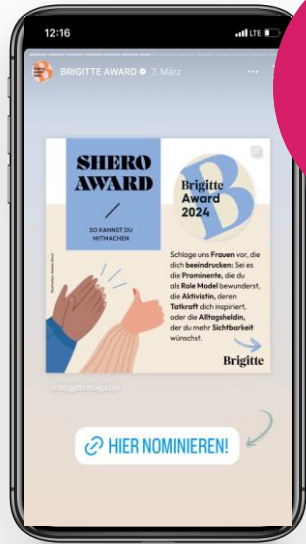 12:16
LTE
BRIGITTE AWARD 7. März
SHERO
AWARD
SO KANNST DU
MITMACHEN
Brigitte
Award
2024
Schlage uns Frauen vor, die
dich beeindrucken: Sei es
die Prominente, die du
als Role Model bewunderst,
die Aktivistin, deren
Tatkraft dich inspiriert,
oder die Alltagsheldin,
der du mehr Sichtbarkeit
wünschst.
Brigitte
@brigittemagazin
HIER NOMINIEREN!